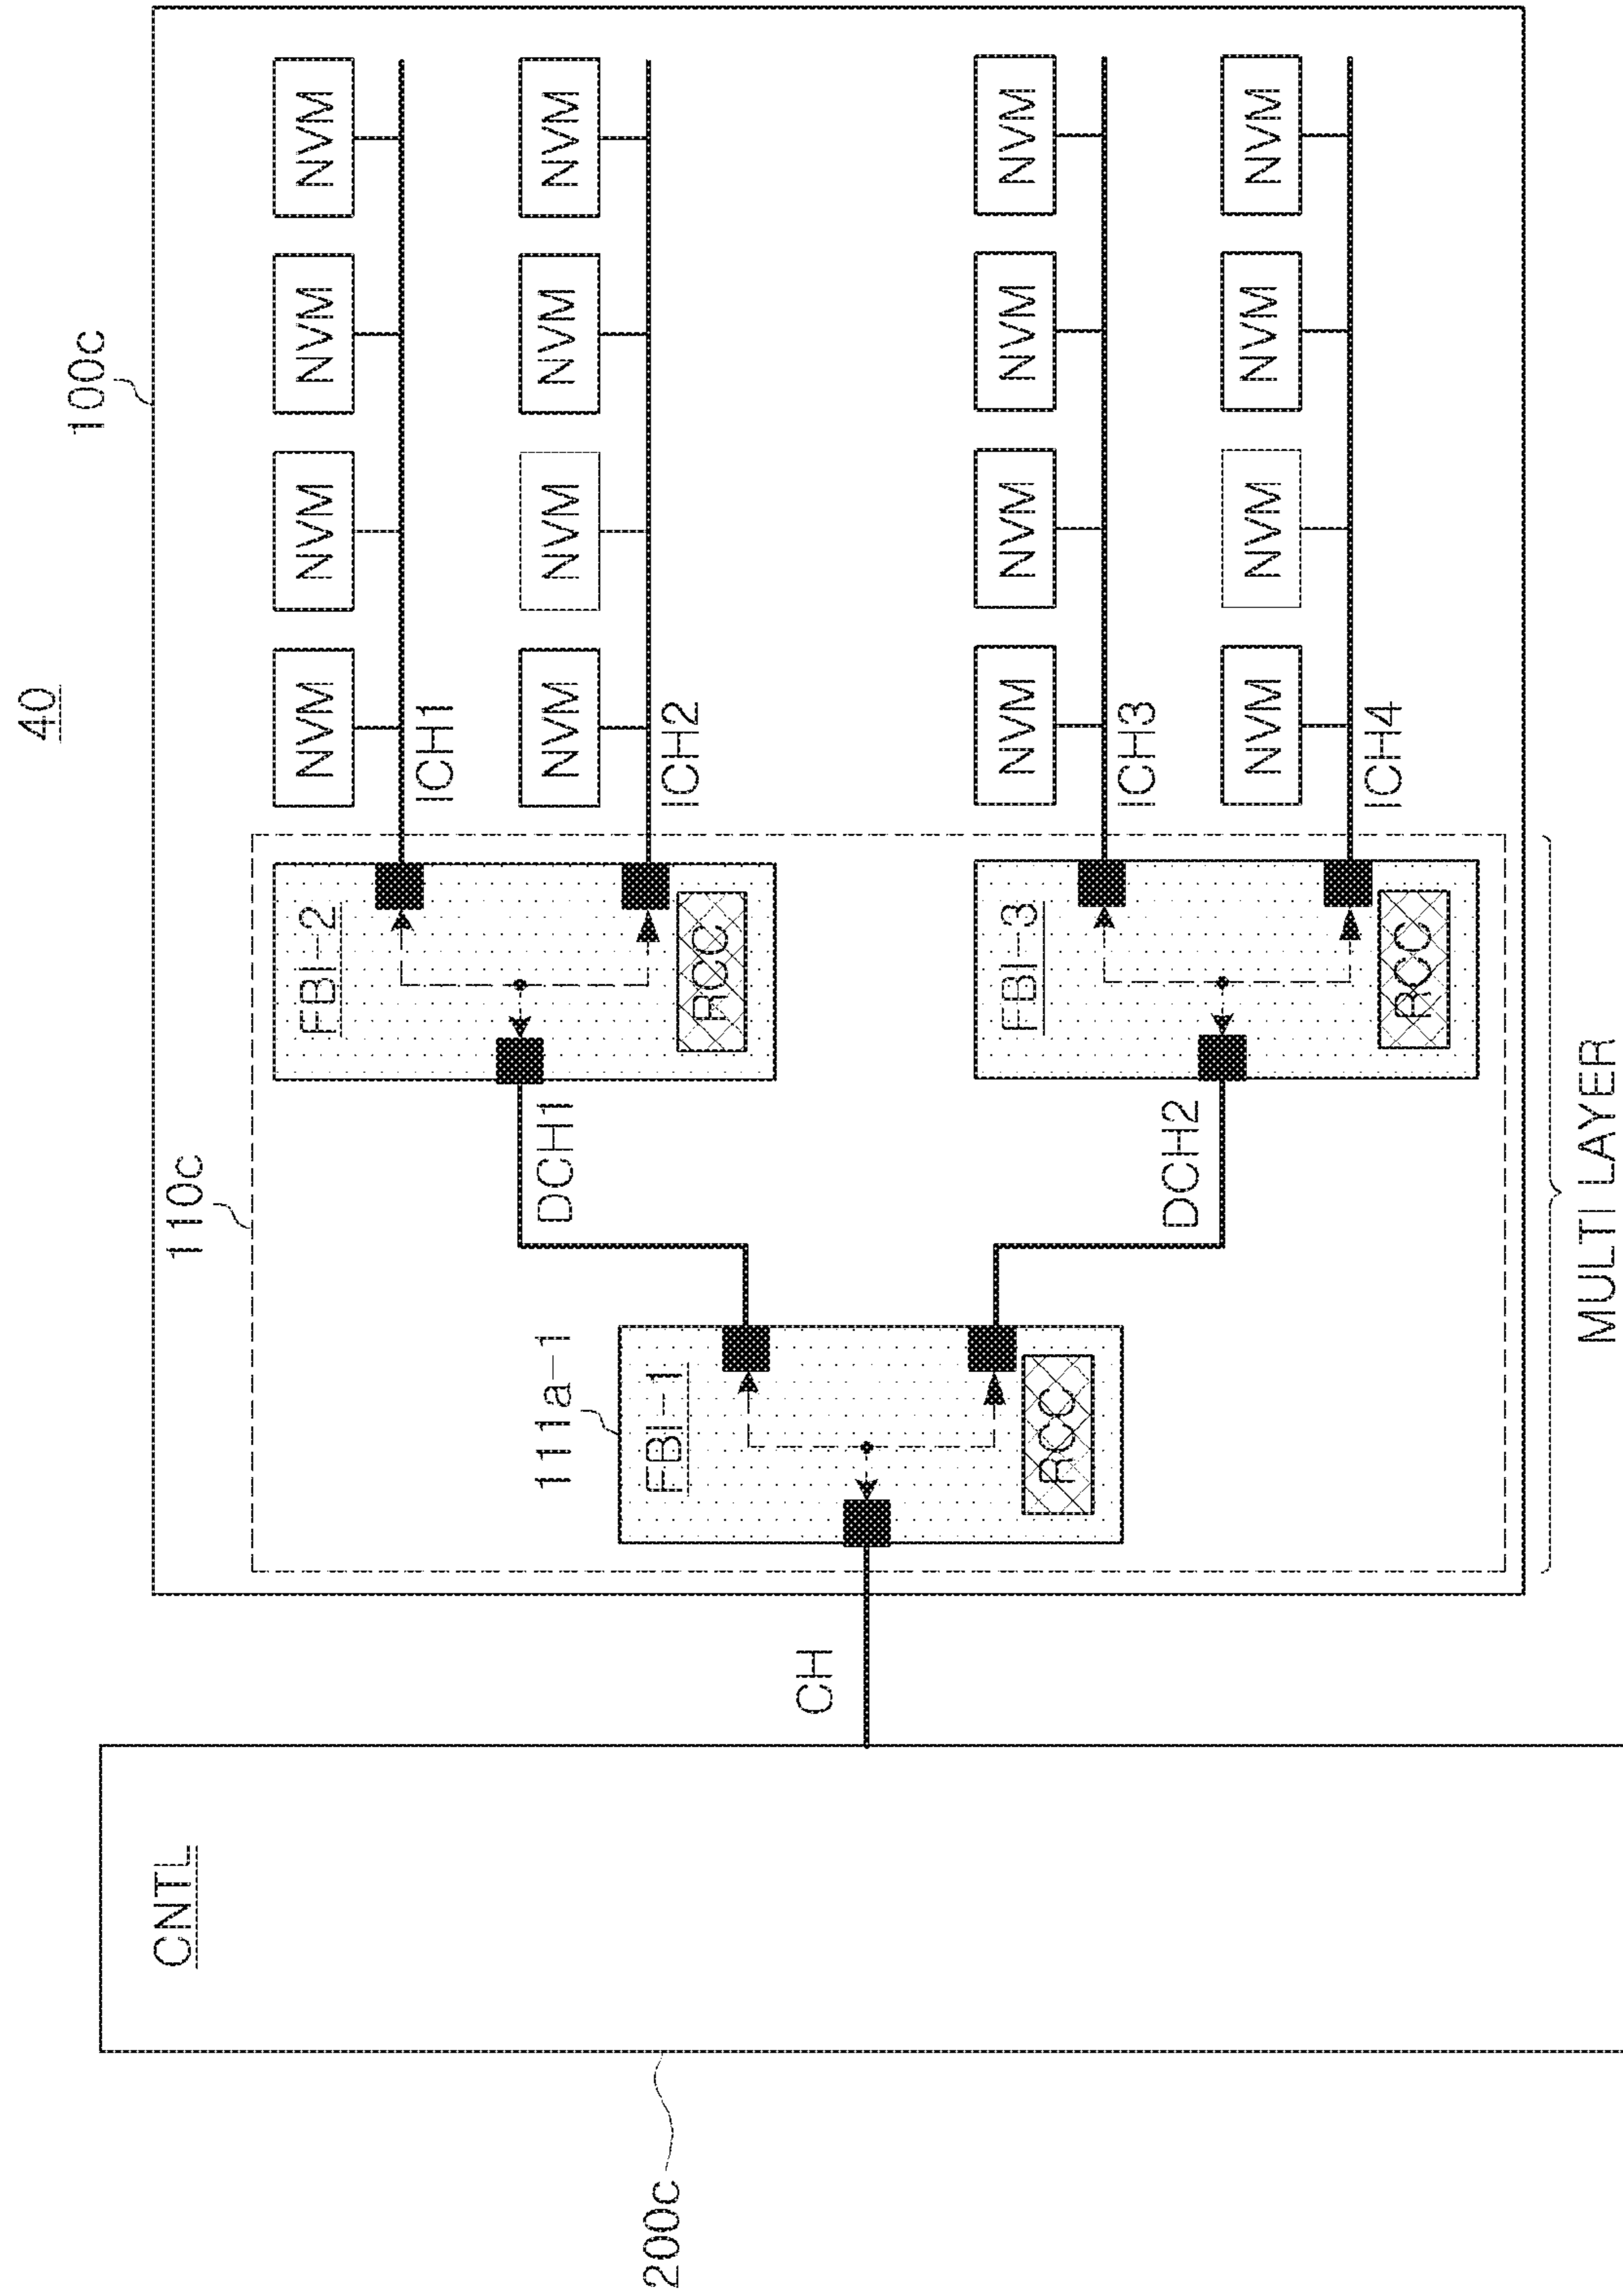 40
100c
CNTL
110c
FBI-2
NVM NVM NVM NVM
ICH1
111a-1
DCH1
NVM NVM NVM NVM
200c
FBI-1
ICH2
RCC
CH
FBI-3
NVM NVM NVM NVM
RCC
ICH3
DCH2
NVM NVM NVM NVM
ICH4
RCC
MULTI LAYER